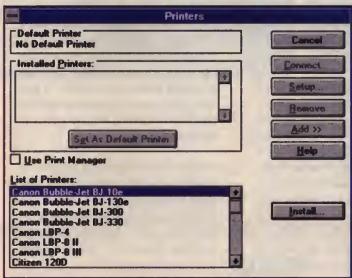 Printers
Default Printer
No Default Printer
Installed Printers:
Set As Default Printer
Use Print Manager
List of Printers:
Canon Bubble-Jet BJ-10e
Canon Bubble-Jet BJ-130e
Canon Bubble-Jet BJ-300
Canon Bubble-Jet BJ-330
Canon LBP-4
Canon LBP-8 II
Canon LBP-8 III
Citizen 120D
Cancel
Connect...
Setup...
Remove
Add >>
Help
Install...